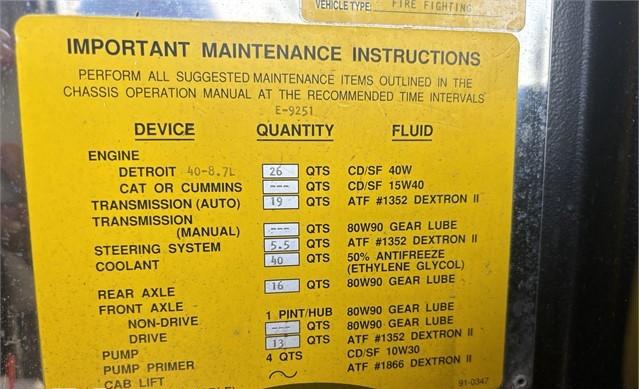 VEHICLE TYPE: FIRE FIGHTING
IMPORTANT MAINTENANCE INSTRUCTIONS
PERFORM ALL SUGGESTED MAINTENANCE ITEMS OUTLINED IN THE
CHASSIS OPERATION MANUAL AT THE RECOMMENDED TIME INTERVALS
E-9251
DEVICE QUANTITY FLUID
ENGINE
DETROIT 40-8.7L 26 QTS CD/SF 40W
CAT OR CUMMINS --- QTS CD/SF 15W40
TRANSMISSION (AUTO) 19 QTS ATF #1352 DEXTRON II
TRANSMISSION
(MANUAL) --- QTS 80W90 GEAR LUBE
STEERING SYSTEM 5.5 QTS ATF #1352 DEXTRON II
COOLANT 40 QTS 50% ANTIFREEZE
(ETHYLENE GLYCOL)
REAR AXLE 16 QTS 80W90 GEAR LUBE
FRONT AXLE
NON-DRIVE 1 PINT/HUB 80W90 GEAR LUBE
DRIVE --- QTS 80W90 GEAR LUBE
PUMP 13 QTS ATF #1352 DEXTRON II
PUMP PRIMER 4 QTS CD/SF 10W30
CAB LIFT ~ ATF #1866 DEXTRON II
91-0347